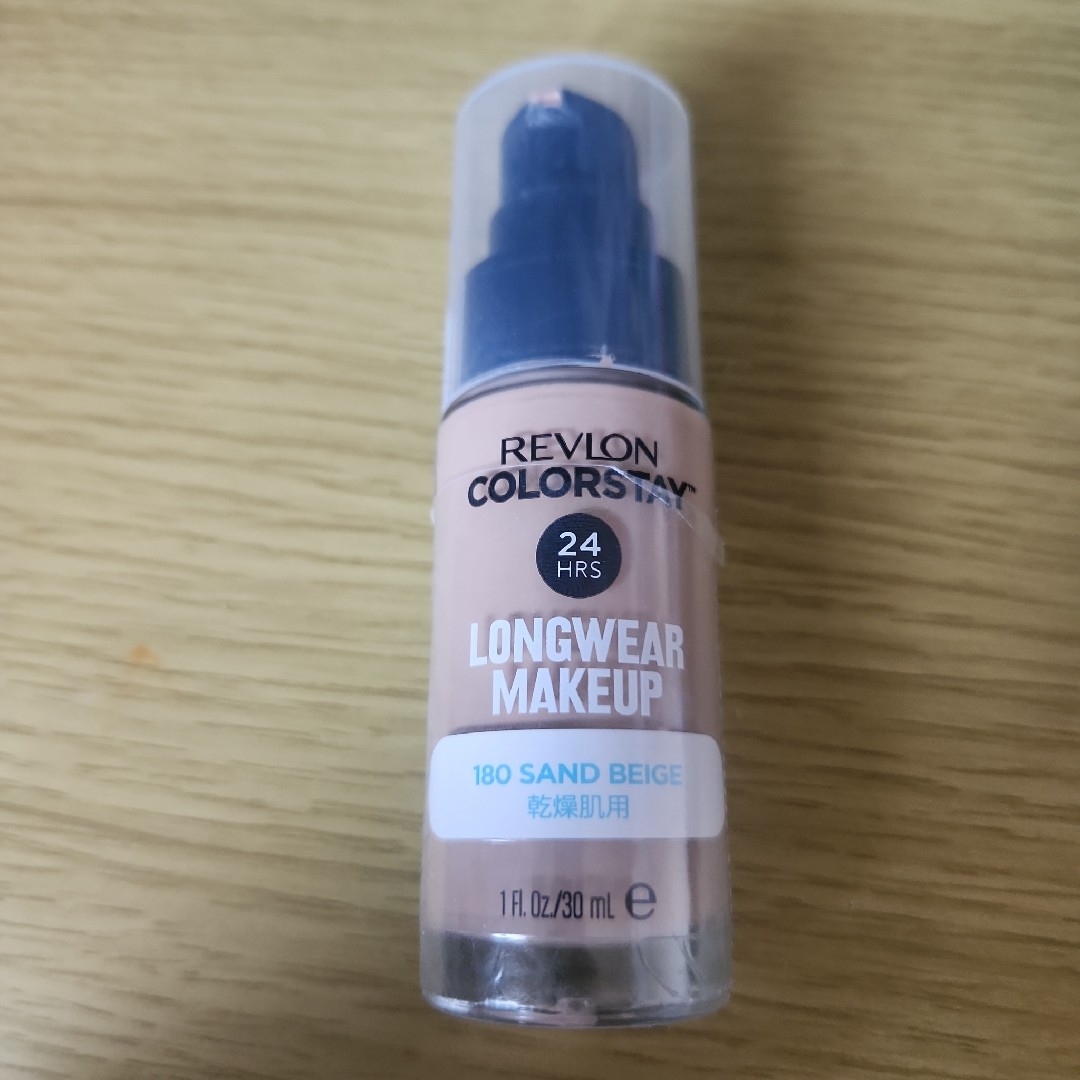 REVLON
COLORSTAY™
24
HRS
LONGWEAR
MAKEUP
180 SAND BEIGE
乾燥肌用
1 Fl. Oz./30 mL e